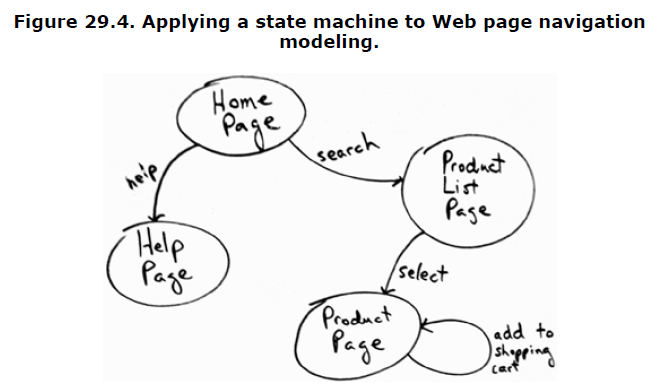 Figure 29.4. Applying a state machine to Web page navigation
modeling.
Home
Page
search
help
Product
List
Page
Help
Page
select
Product
Page
add to
shopping
cart